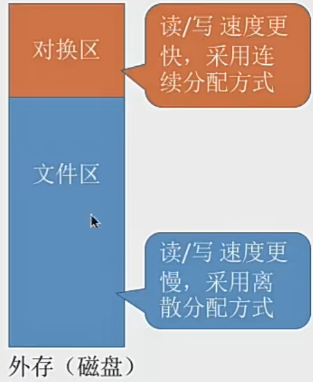 对换区
读/写 速度更
快，采用连
续分配方式
文件区
读/写 速度更
慢，采用离
散分配方式
外存（磁盘）